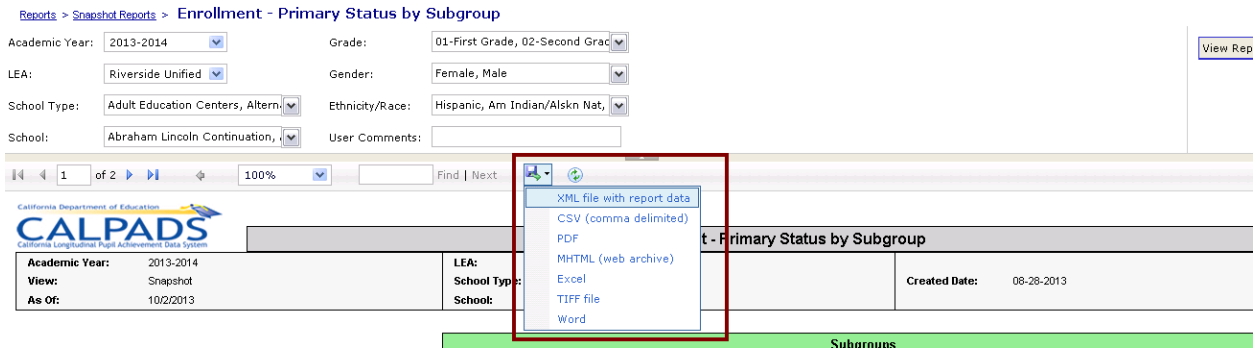 Reports > Snapshot Reports > Enrollment - Primary Status by Subgroup
Academic Year: 2013-2014 Grade: 01-First Grade, 02-Second Grac
View Rep
LEA: Riverside Unified Gender: Female, Male
School Type: Adult Education Centers, Altern. Ethnicity/Race: Hispanic, Am Indian/Alskn Nat,
School: Abraham Lincoln Continuation, User Comments:
1 of 2 100% Find | Next
XML file with report data
CSV (comma delimited)
PDF
MHTML (web archive)
Excel
TIFF file
Word
California Department of Education
CALPADS
California Longitudinal Pupil Achievement Data System
t - Primary Status by Subgroup
Academic Year: 2013-2014 LEA:
View: Snapshot School Type: Created Date: 08-28-2013
As Of: 10/2/2013 School:
Subgroups